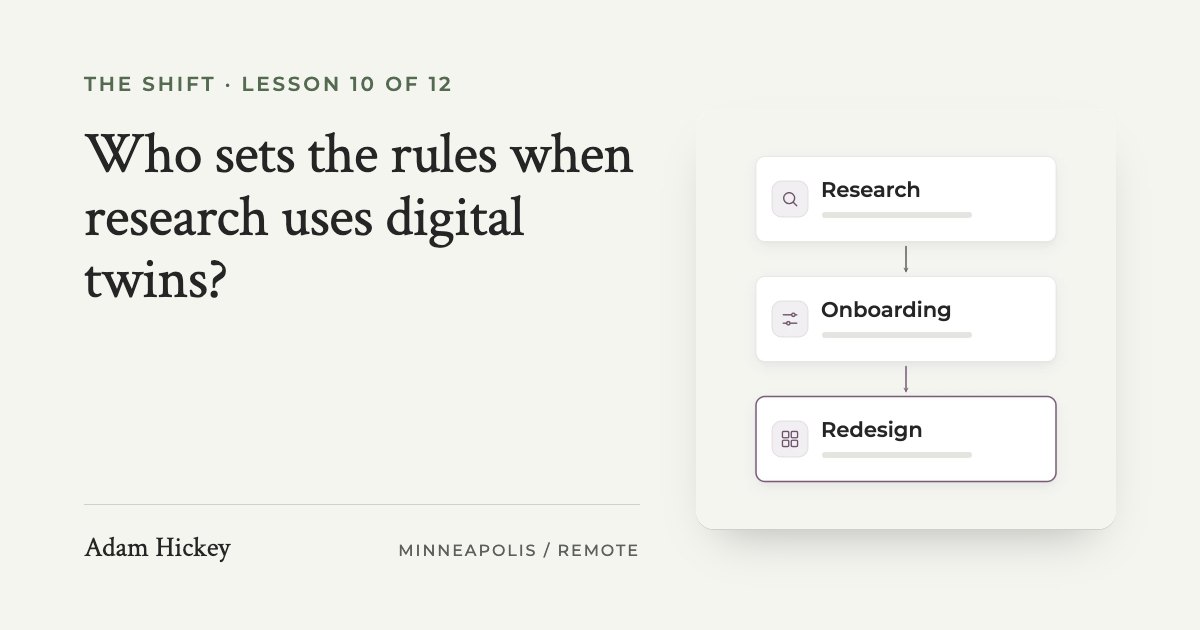 THE SHIFT · LESSON 10 OF 12
Who sets the rules when
research uses digital
twins?
Adam Hickey
MINNEAPOLIS / REMOTE
Research
Onboarding
Redesign